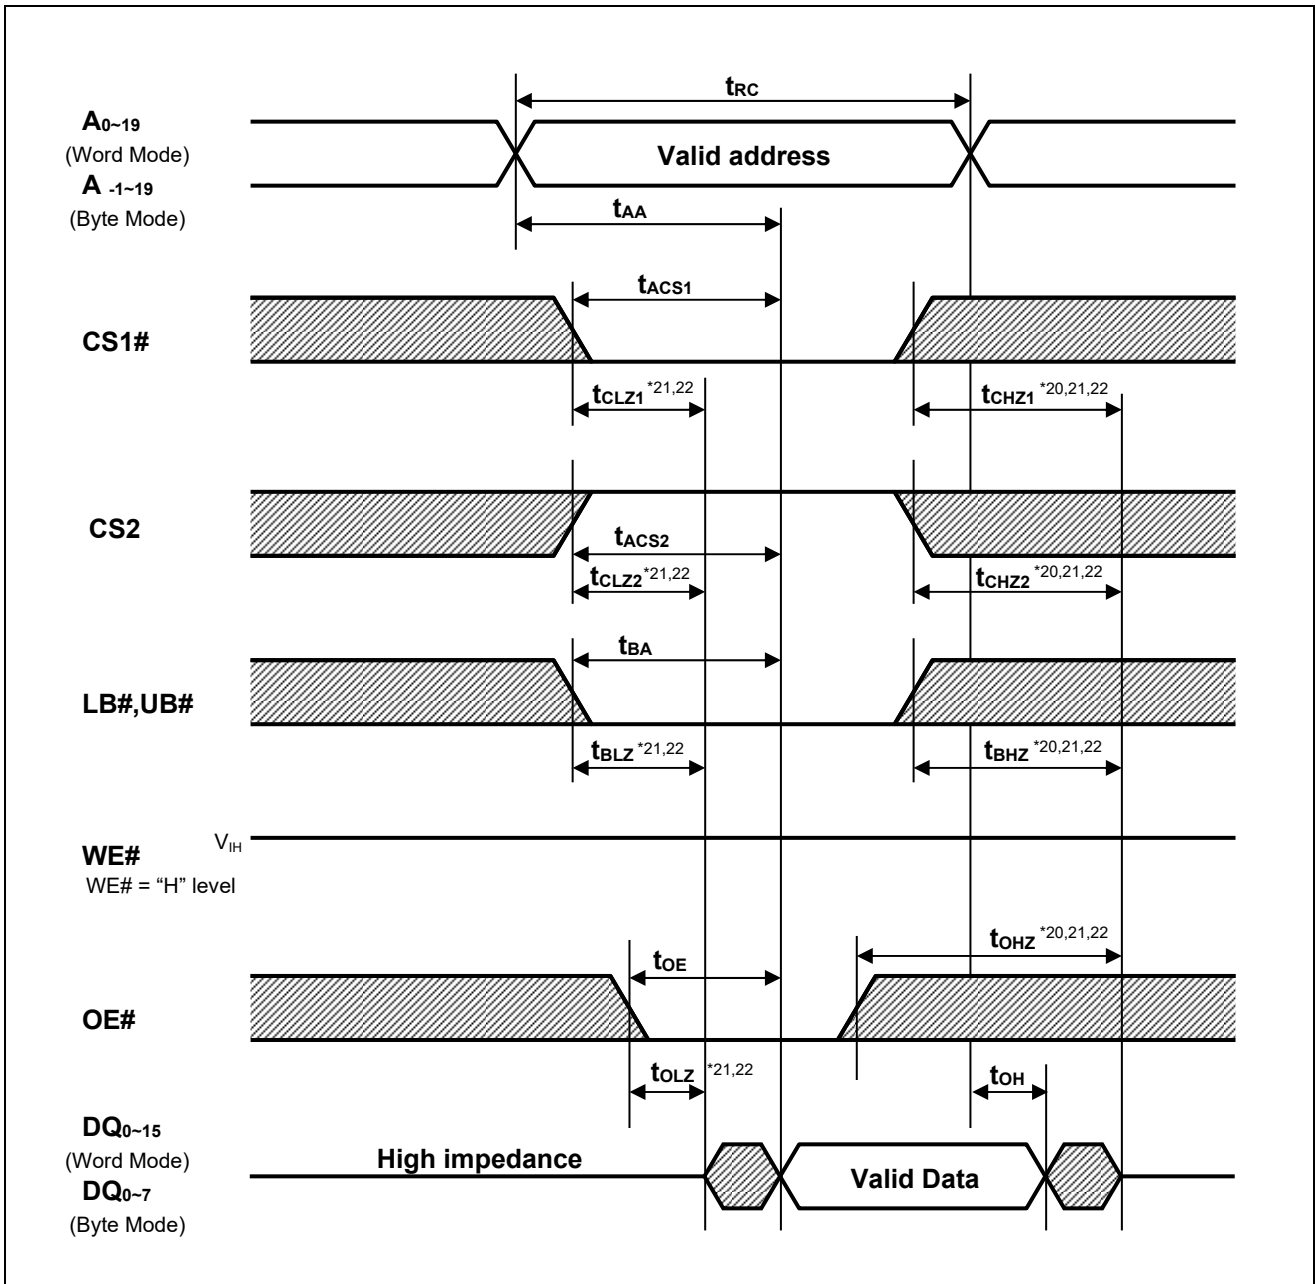 tRC
A0~19
(Word Mode)
Valid address
A -1~19
(Byte Mode)
tAA
tACS1
CS1#
tCLZ1 *21,22
tCHZ1 *20,21,22
CS2
tACS2
tCLZ2 *21,22
tCHZ2 *20,21,22
tBA
LB#,UB#
tBLZ *21,22
tBHZ *20,21,22
VIH
WE#
WE# = “H” level
tOHZ *20,21,22
tOE
OE#
tOLZ *21,22
tOH
DQ0~15
(Word Mode)
High impedance
Valid Data
DQ0~7
(Byte Mode)